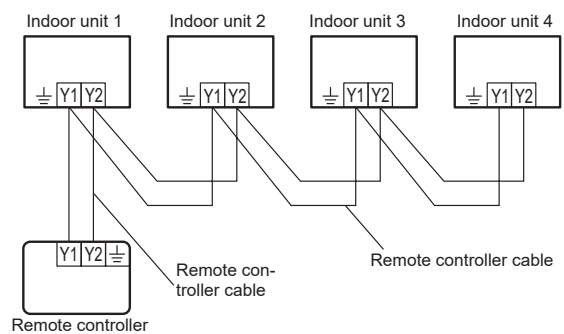 Indoor unit 1 Indoor unit 2 Indoor unit 3 Indoor unit 4
Y1 Y2 Y1 Y2 Y1 Y2 Y1 Y2
Y1 Y2
Remote con-
troller cable
Remote controller cable
Remote controller